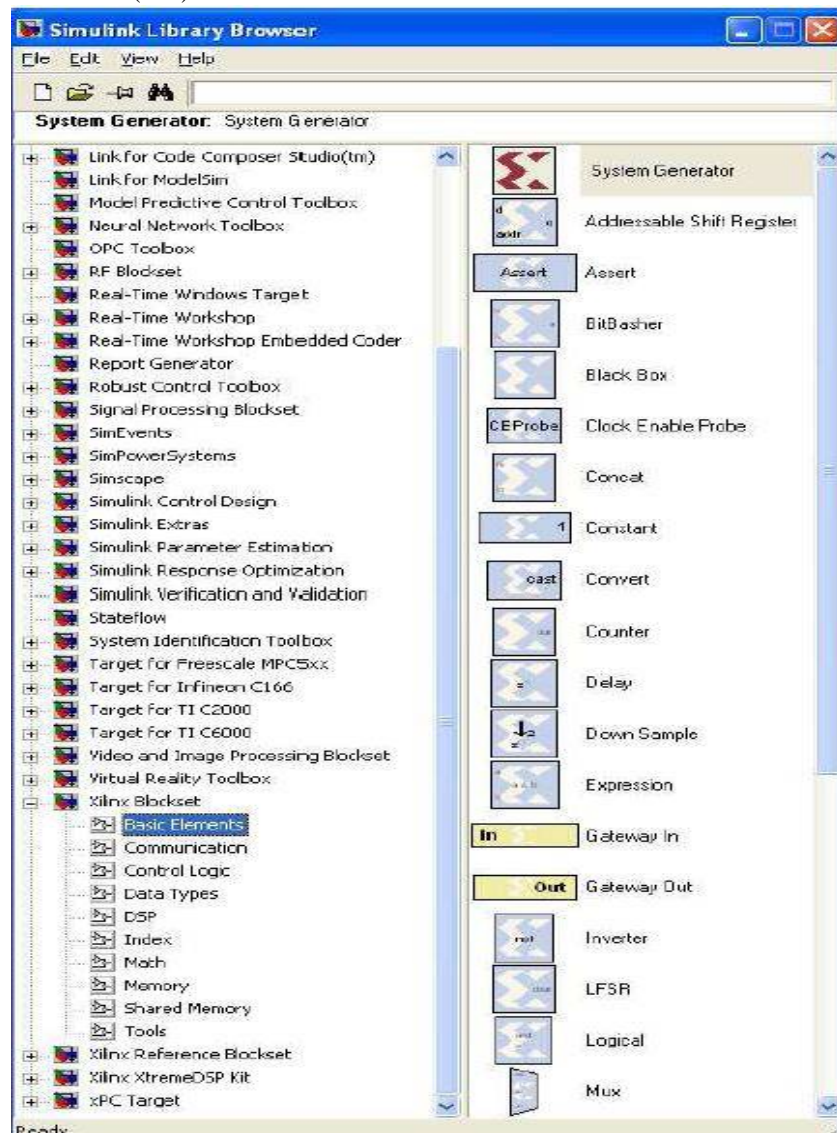 Simulink Library Browser
File Edit View Help
System Generator: System Generator
Link for Code Composer Studio(tm)
Link for ModelSim
Model Predictive Control Toolbox
Neural Network Toolbox
OPC Toolbox
RF Blockset
Real-Time Windows Target
Real-Time Workshop
Real-Time Workshop Embedded Coder
Report Generator
Robust Control Toolbox
Signal Processing Blockset
SimEvents
SimPowerSystems
Simscape
Simulink Control Design
Simulink Extras
Simulink Parameter Estimation
Simulink Response Optimization
Simulink Verification and Validation
Stateflow
System Identification Toolbox
Target for Freescale MPC5xx
Target for Infineon C166
Target for TI C2000
Target for TI C6000
Video and Image Processing Blockset
Virtual Reality Toolbox
Xilinx Blockset
Basic Elements
Communication
Control Logic
Data Types
DSP
Index
Math
Memory
Shared Memory
Tools
Xilinx Reference Blockset
Xilinx XtremeDSP Kit
xPC Target
System Generator
d
addr
Addressable Shift Register
Assert Assert
BitBasher
Black Box
CEProbe Clock Enable Probe
Concat
1 Constant
cast Convert
Counter
Delay
Down Sample
Expression
In Gateway In
Out Gateway Out
not Inverter
LFSR
Logical
Mux
Ready